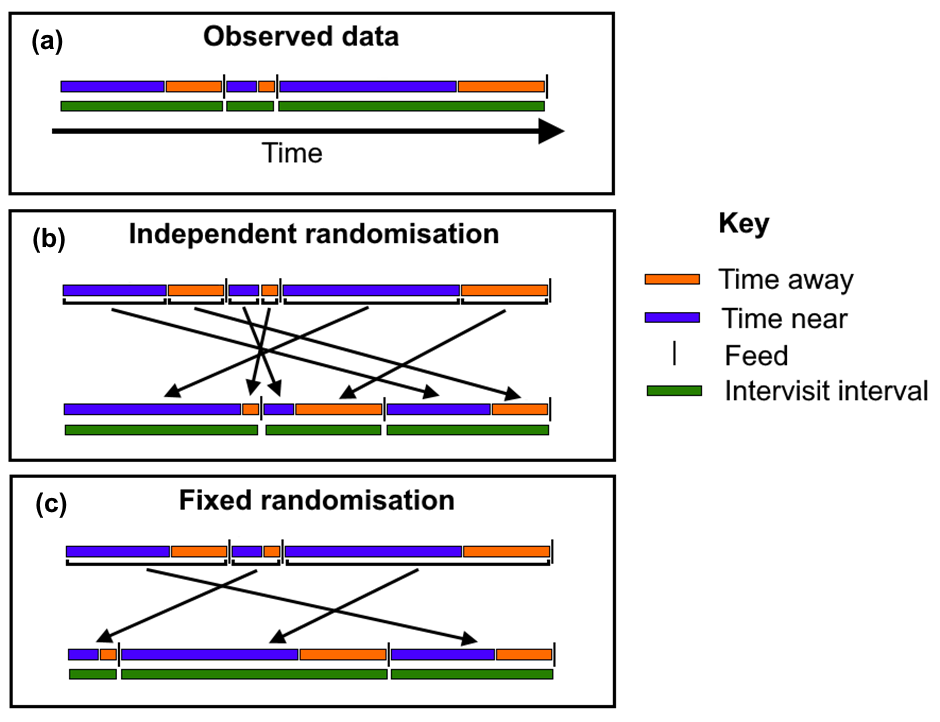 (a)
Observed data
Time
(b)
Independent randomisation
(c)
Fixed randomisation
Key
Time away
Time near
Feed
Intervisit interval